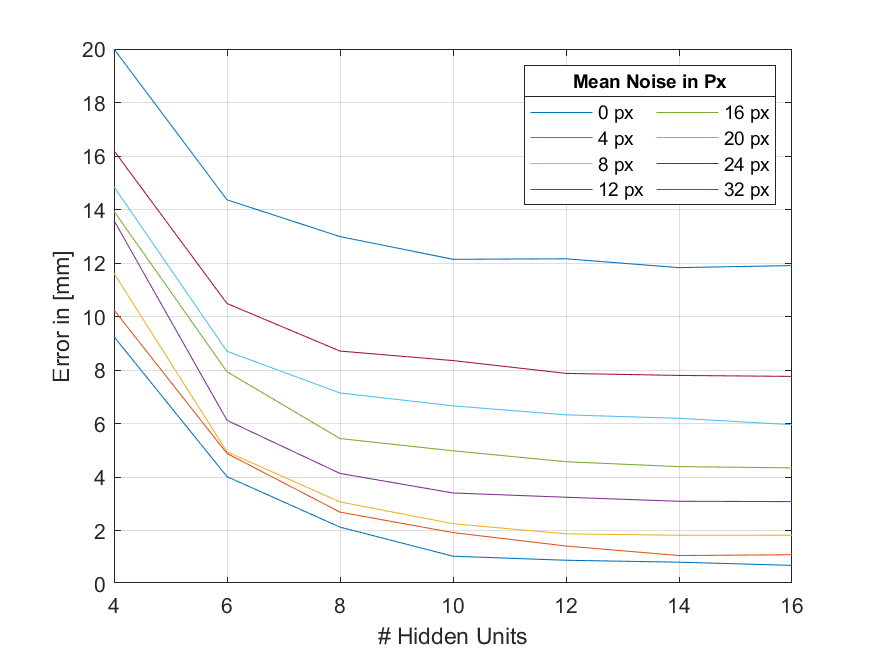 20
18
16
14
12
10
8
6
4
2
0
Error in [mm]
Mean Noise in Px
0 px 16 px
4 px 20 px
8 px 24 px
12 px 32 px
4 6 8 10 12 14 16
# Hidden Units